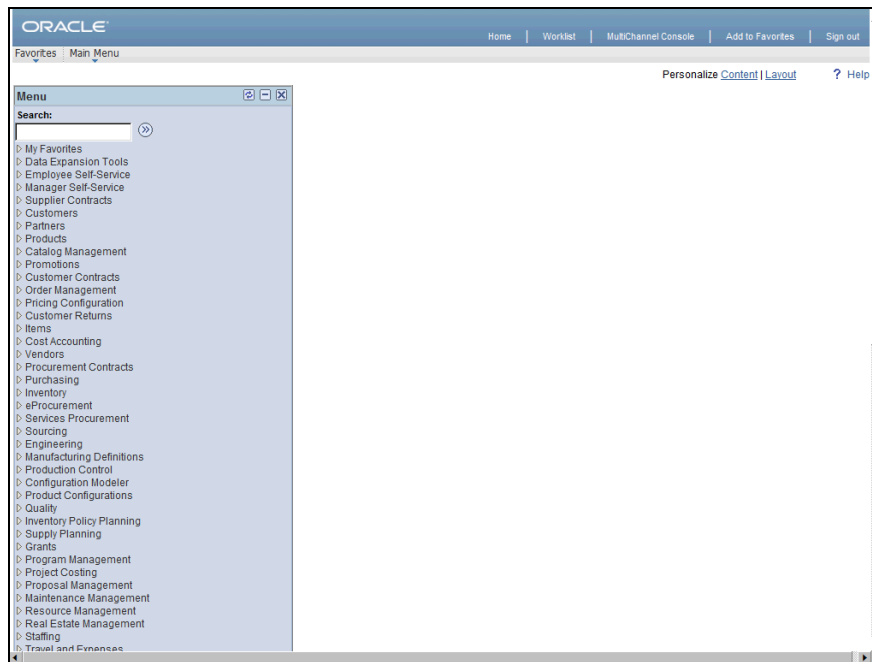 ORACLE
Home | Worklist | MultiChannel Console | Add to Favorites | Sign out
Favorites Main Menu
Personalize Content | Layout ? Help
Menu
Search:
My Favorites
Data Expansion Tools
Employee Self-Service
Manager Self-Service
Supplier Contracts
Customers
Partners
Products
Catalog Management
Promotions
Customer Contracts
Order Management
Pricing Configuration
Customer Returns
Items
Cost Accounting
Vendors
Procurement Contracts
Purchasing
Inventory
eProcurement
Services Procurement
Sourcing
Engineering
Manufacturing Definitions
Production Control
Configuration Modeler
Product Configurations
Quality
Inventory Policy Planning
Supply Planning
Grants
Program Management
Project Costing
Proposal Management
Maintenance Management
Resource Management
Real Estate Management
Staffing
Travel and Expenses